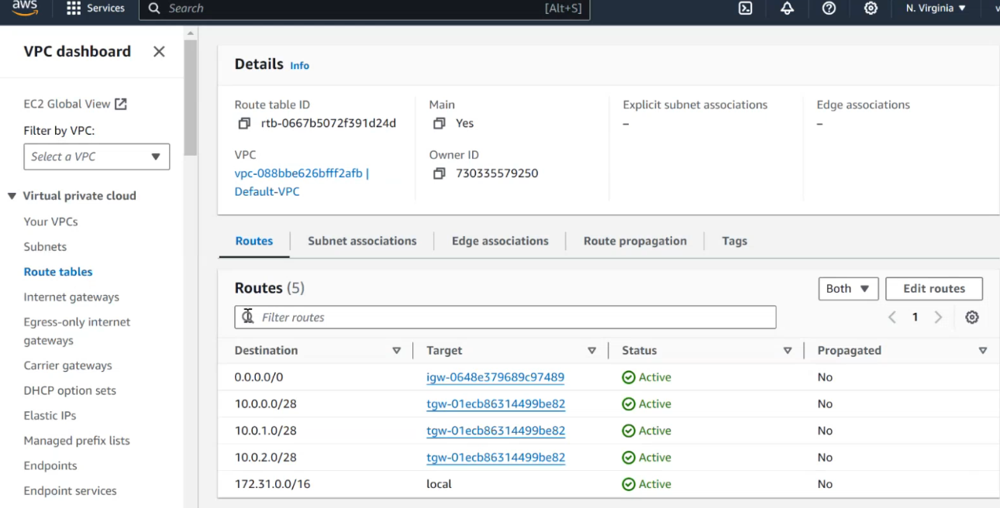 aws
Services
Search
[Alt+S]
N. Virginia
VPC dashboard
EC2 Global View
Filter by VPC:
Select a VPC
Virtual private cloud
Your VPCs
Subnets
Route tables
Internet gateways
Egress-only internet
gateways
Carrier gateways
DHCP option sets
Elastic IPs
Managed prefix lists
Endpoints
Endpoint services
Details Info
Route table ID
rtb-0667b5072f391d24d
Main
Yes
Explicit subnet associations
–
Edge associations
–
VPC
vpc-088bbe626bfff2afb |
Default-VPC
Owner ID
730335579250
Routes
Subnet associations
Edge associations
Route propagation
Tags
Routes (5)
Both
Edit routes
Filter routes
1
Destination Target Status Propagated
0.0.0.0/0 igw-0648e379689c97489 Active No
10.0.0.0/28 tgw-01ecb86314499be82 Active No
10.0.1.0/28 tgw-01ecb86314499be82 Active No
10.0.2.0/28 tgw-01ecb86314499be82 Active No
172.31.0.0/16 local Active No